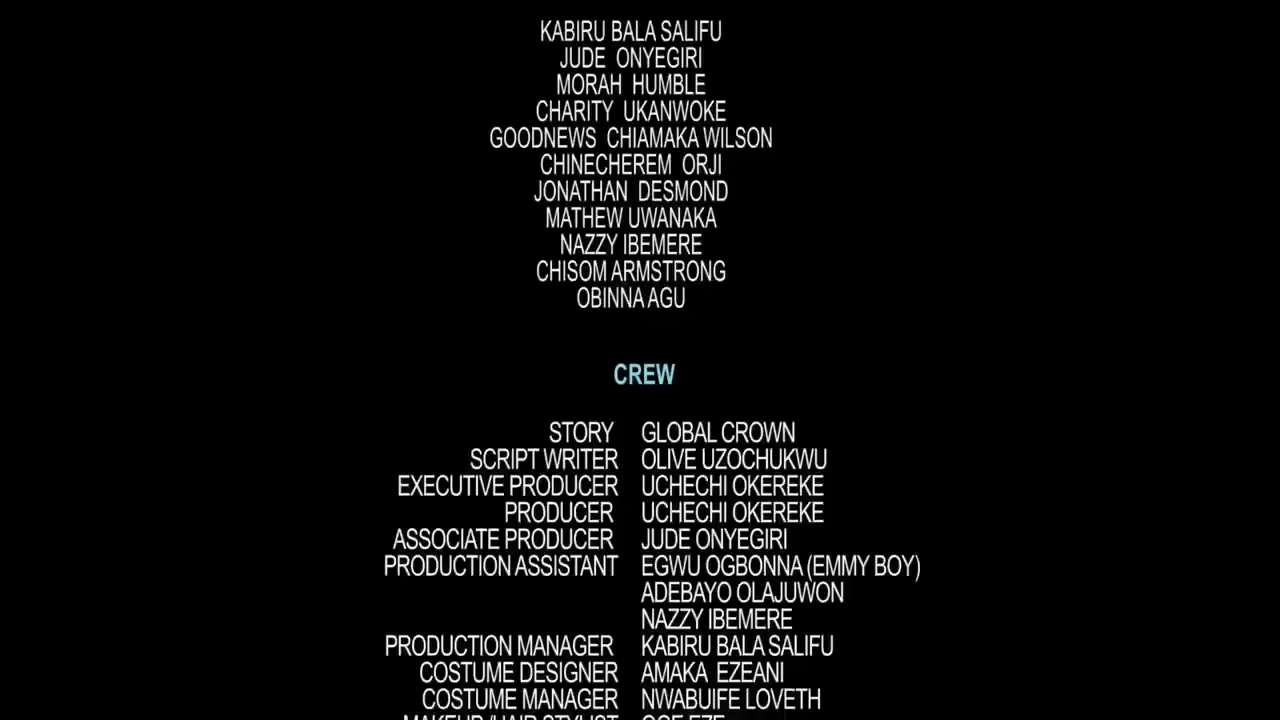 KABIRU BALA SALIFU
JUDE ONYEGIRI
MORAH HUMBLE
CHARITY UKANWOKE
GOODNEWS CHIAMAKA WILSON
CHINECHEREM ORJI
JONATHAN DESMOND
MATHEW UWANAKA
NAZZY IBEMERE
CHISOM ARMSTRONG
OBINNA AGU
CREW
STORY GLOBAL CROWN
SCRIPT WRITER OLIVE UZOCHUKWU
EXECUTIVE PRODUCER UCHECHI OKEREKE
PRODUCER UCHECHI OKEREKE
ASSOCIATE PRODUCER JUDE ONYEGIRI
PRODUCTION ASSISTANT EGWU OGBONNA (EMMY BOY)
ADEBAYO OLAJUWON
NAZZY IBEMERE
PRODUCTION MANAGER KABIRU BALA SALIFU
COSTUME DESIGNER AMAKA EZEANI
COSTUME MANAGER NWABUIFE LOVETH